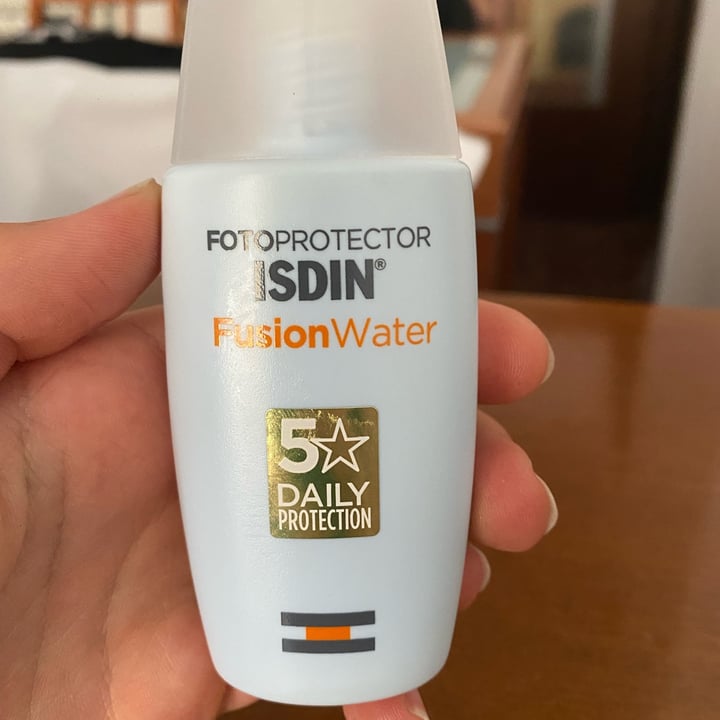 FOTOPROTECTOR
ISDIN®
FusionWater
5☆
DAILY
PROTECTION